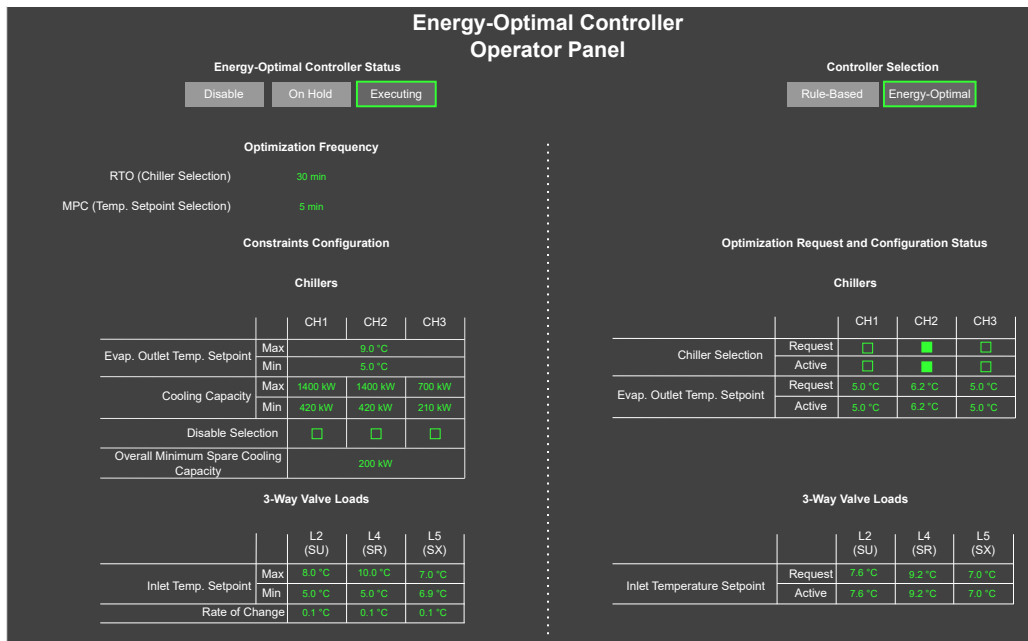 Energy-Optimal Controller
Operator Panel
Energy-Optimal Controller Status
Disable On Hold Executing
Controller Selection
Rule-Based Energy-Optimal
Optimization Frequency
RTO (Chiller Selection) 30 min
MPC (Temp. Setpoint Selection) 5 min
Constraints Configuration
Chillers
CH1 CH2 CH3
Evap. Outlet Temp. Setpoint Max 9.0 °C
Min 5.0 °C
Cooling Capacity Max 1400 kW 1400 kW 700 kW
Min 420 kW 420 kW 210 kW
Disable Selection
Overall Minimum Spare Cooling
Capacity 200 kW
3-Way Valve Loads
L2 L4 L5
(SU) (SR) (SX)
Inlet Temp. Setpoint Max 8.0 °C 10.0 °C 7.0 °C
Min 5.0 °C 5.0 °C 6.9 °C
Rate of Change 0.1 °C 0.1 °C 0.1 °C
Optimization Request and Configuration Status
Chillers
CH1 CH2 CH3
Chiller Selection Request
Active
Evap. Outlet Temp. Setpoint Request 5.0 °C 6.2 °C 5.0 °C
Active 5.0 °C 6.2 °C 5.0 °C
3-Way Valve Loads
L2 L4 L5
(SU) (SR) (SX)
Inlet Temperature Setpoint Request 7.6 °C 9.2 °C 7.0 °C
Active 7.6 °C 9.2 °C 7.0 °C